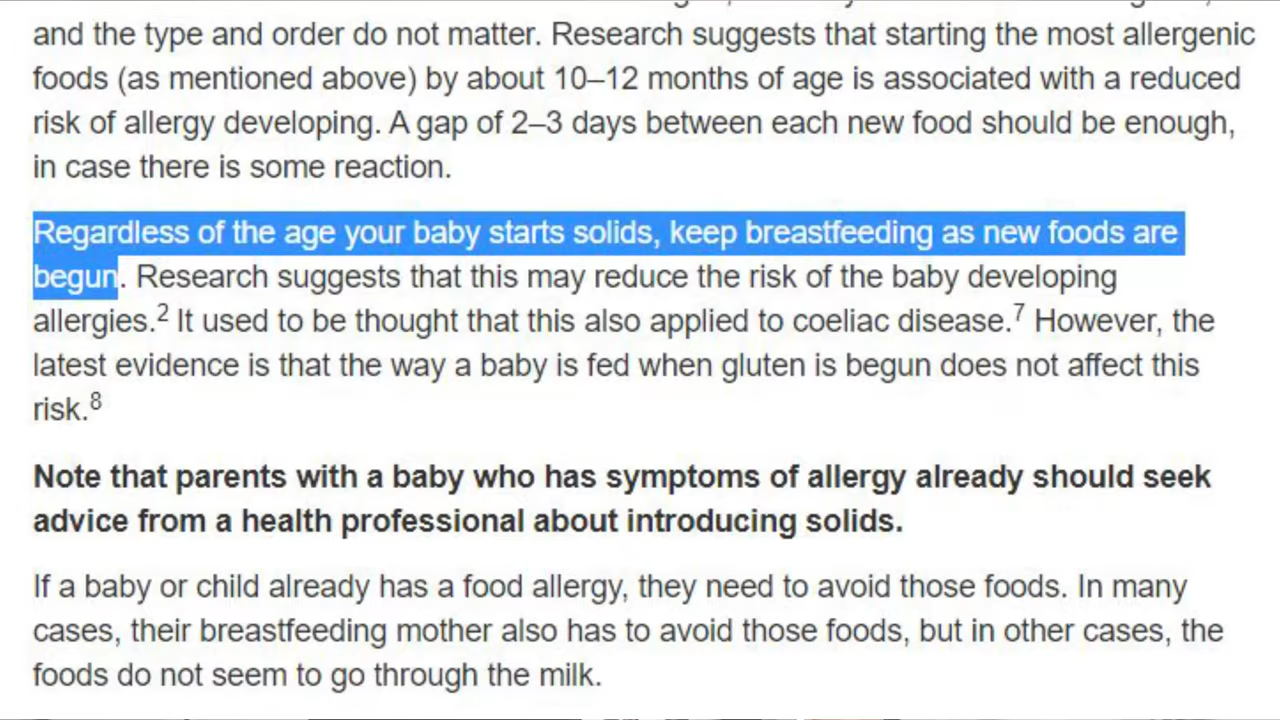 and the type and order do not matter. Research suggests that starting the most allergenic
foods (as mentioned above) by about 10–12 months of age is associated with a reduced
risk of allergy developing. A gap of 2–3 days between each new food should be enough,
in case there is some reaction.
Regardless of the age your baby starts solids, keep breastfeeding as new foods are
begun. Research suggests that this may reduce the risk of the baby developing
allergies.2 It used to be thought that this also applied to coeliac disease.7 However, the
latest evidence is that the way a baby is fed when gluten is begun does not affect this
risk.8
Note that parents with a baby who has symptoms of allergy already should seek
advice from a health professional about introducing solids.
If a baby or child already has a food allergy, they need to avoid those foods. In many
cases, their breastfeeding mother also has to avoid those foods, but in other cases, the
foods do not seem to go through the milk.